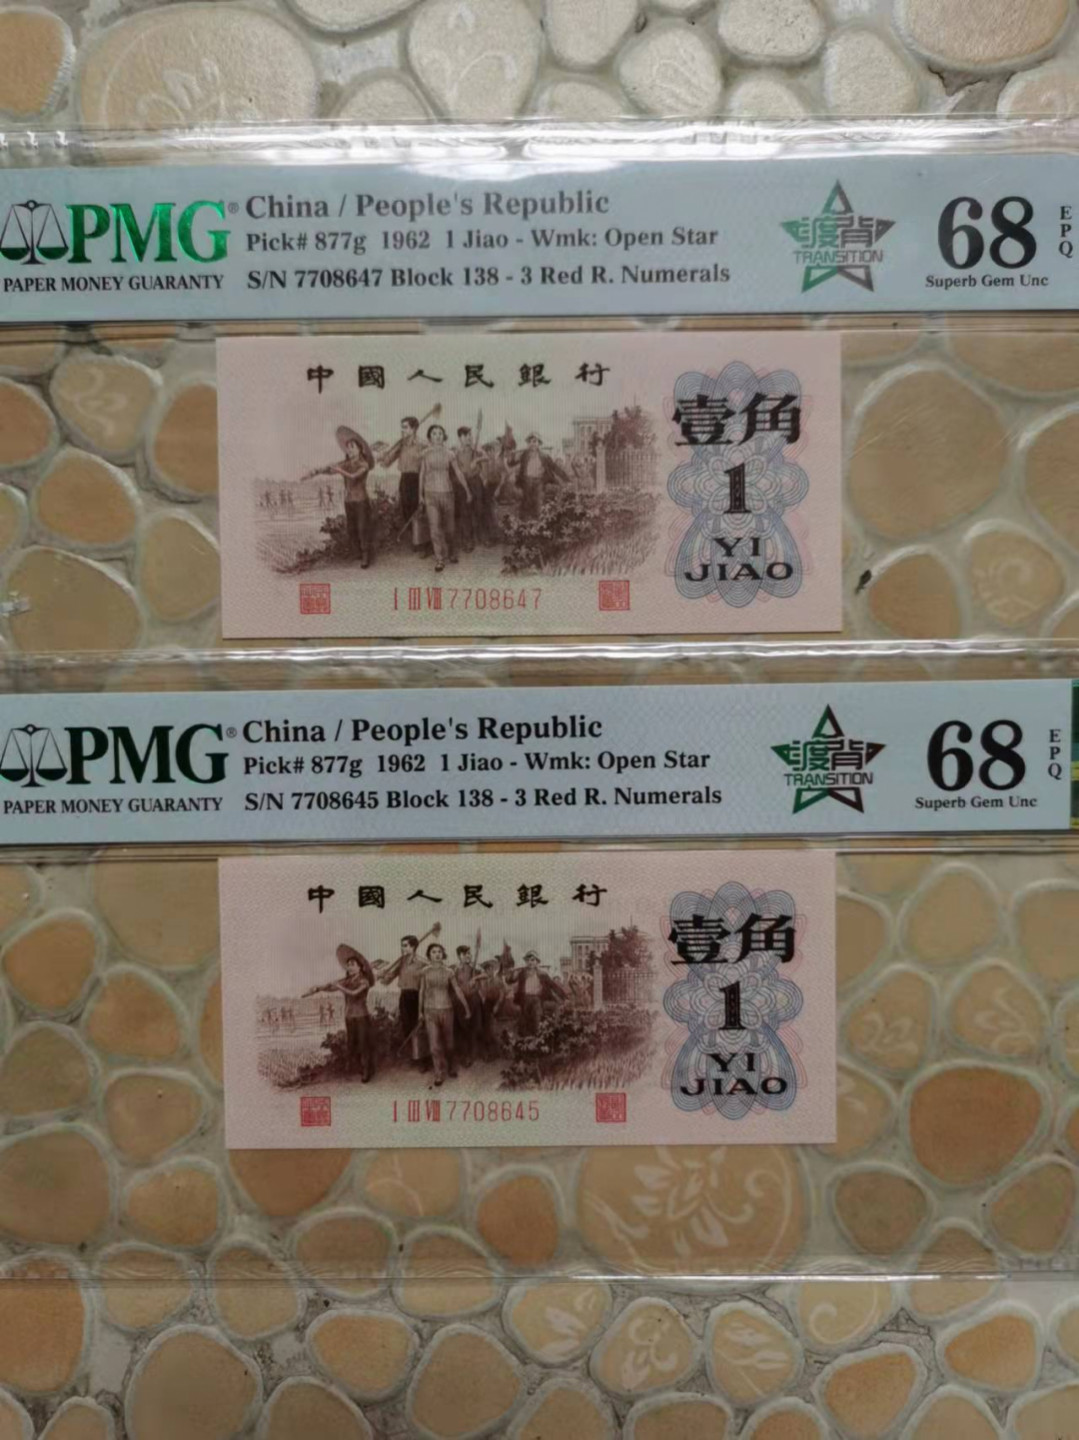 PMG®
PAPER MONEY GUARANTY
China / People's Republic
Pick# 877g 1962 1 Jiao - Wmk: Open Star
S/N 7708647 Block 138 - 3 Red R. Numerals
渡背
TRANSITION
68
EPQ
Superb Gem Unc
中國人民銀行
壹角
1
YI
JIAO
I III VIII 7708647
PMG®
PAPER MONEY GUARANTY
China / People's Republic
Pick# 877g 1962 1 Jiao - Wmk: Open Star
S/N 7708645 Block 138 - 3 Red R. Numerals
渡背
TRANSITION
68
EPQ
Superb Gem Unc
中國人民銀行
壹角
1
YI
JIAO
I III VIII 7708645